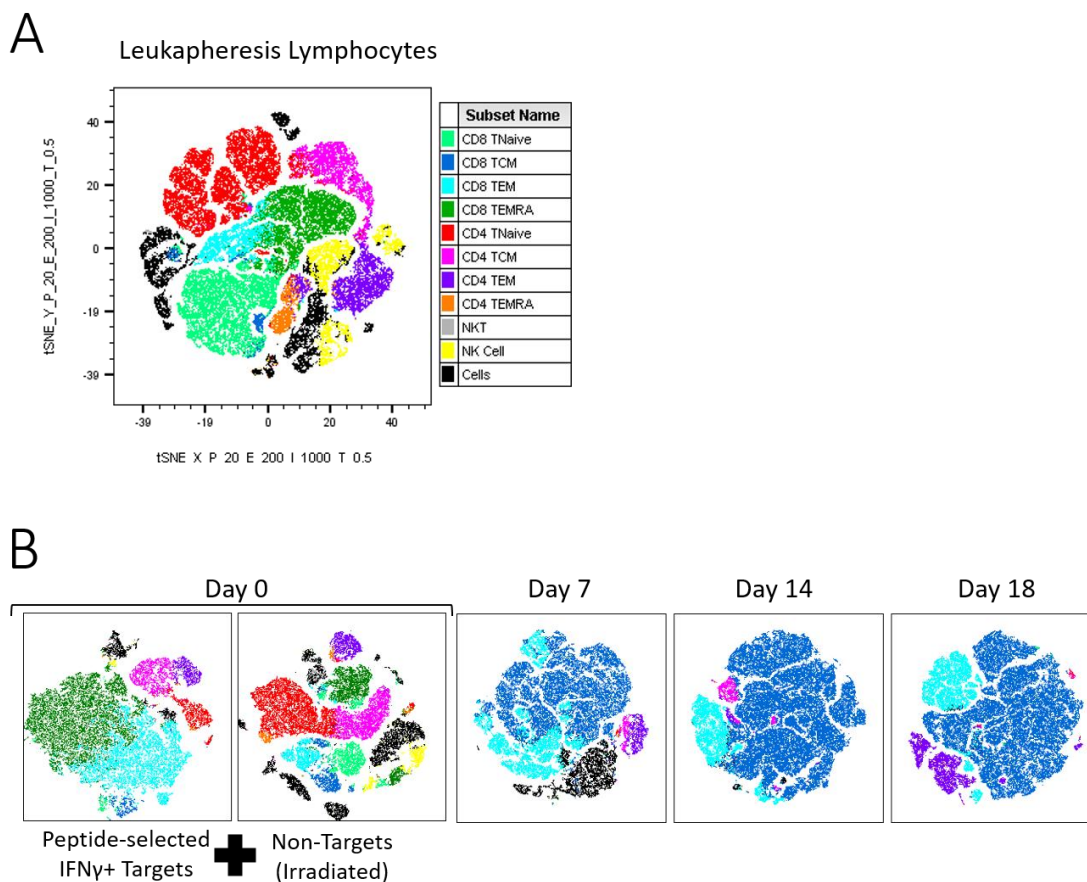 A
Leukapheresis Lymphocytes
tSNE_Y_P_20_E_200_I_1000_T_0.5
40
20
0
-19
-39
-39
-19
0
20
40
tSNE X P 20 E 200 I 1000 T 0.5
Subset Name
CD8 TNaive
CD8 TCM
CD8 TEM
CD8 TEMRA
CD4 TNaive
CD4 TCM
CD4 TEM
CD4 TEMRA
NKT
NK Cell
Cells
B
Day 0
Day 7
Day 14
Day 18
Peptide-selected
IFNγ+ Targets
Non-Targets
(Irradiated)